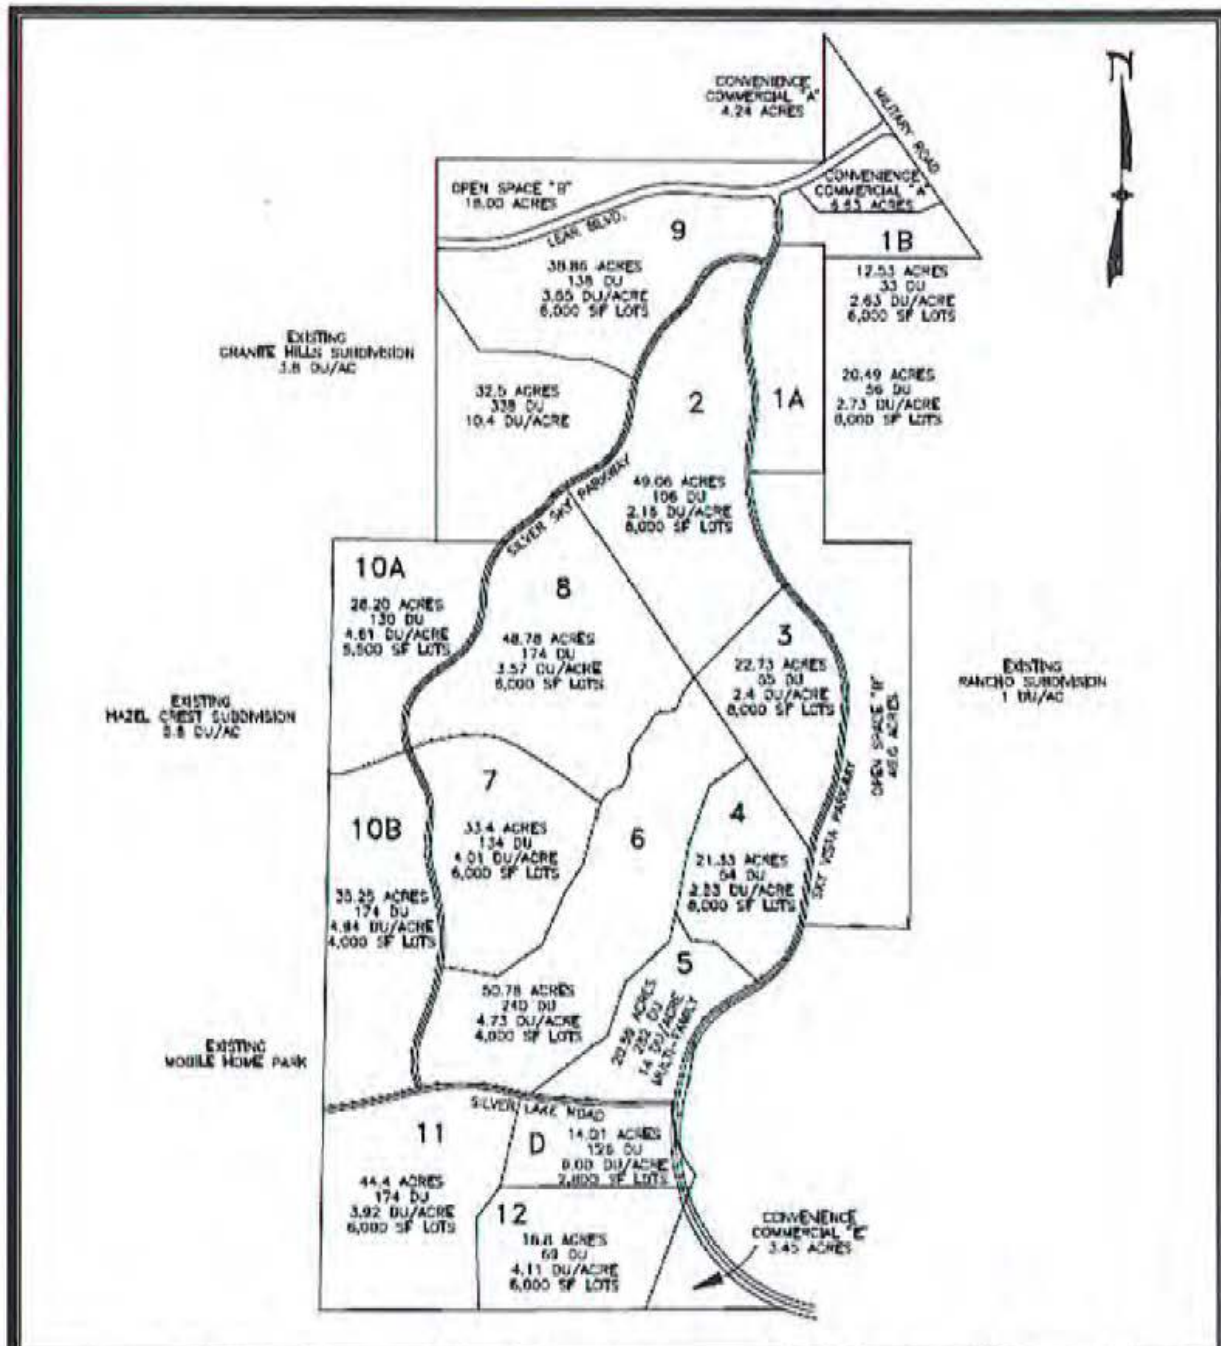 CONVENIENCE
COMMERCIAL "A"
4.24 ACRES
MILITARY ROAD
N
OPEN SPACE "B"
18.00 ACRES
LEAR BLVD.
CONVENIENCE
COMMERCIAL "A"
6.63 ACRES
9
38.86 ACRES
138 DU
3.55 DU/ACRE
6,000 SF LOTS
1B
12.53 ACRES
33 DU
2.63 DU/ACRE
6,000 SF LOTS
EXISTING
GRANITE HILLS SUBDIVISION
3.8 DU/AC
32.5 ACRES
338 DU
10.4 DU/ACRE
2
1A
20.49 ACRES
56 DU
2.73 DU/ACRE
8,000 SF LOTS
49.06 ACRES
106 DU
2.16 DU/ACRE
8,000 SF LOTS
SILVER SKY PARKWAY
10A
28.20 ACRES
130 DU
4.61 DU/ACRE
5,500 SF LOTS
8
48.78 ACRES
174 DU
3.57 DU/ACRE
6,000 SF LOTS
3
22.73 ACRES
55 DU
2.4 DU/ACRE
8,000 SF LOTS
OPEN SPACE "B"
ACRES
EXISTING
RANCHO SUBDIVISION
1 DU/AC
EXISTING
HAZEL CREST SUBDIVISION
DU/AC
10B
35.25 ACRES
174 DU
4.94 DU/ACRE
4,000 SF LOTS
7
33.4 ACRES
134 DU
4.01 DU/ACRE
6,000 SF LOTS
6
4
21.33 ACRES
54 DU
2.53 DU/ACRE
8,000 SF LOTS
SKY VISTA PARKWAY
50.78 ACRES
240 DU
4.73 DU/ACRE
4,000 SF LOTS
5
20.59 ACRES
282 DU
14 DU/ACRE
MULTI-FAMILY
EXISTING
MOBILE HOME PARK
SILVER LAKE ROAD
11
44.4 ACRES
174 DU
3.92 DU/ACRE
6,000 SF LOTS
D
14.01 ACRES
126 DU
9.00 DU/ACRE
2,800 SF LOTS
12
16.8 ACRES
69 DU
4.11 DU/ACRE
6,000 SF LOTS
CONVENIENCE
COMMERCIAL "E"
3.45 ACRES